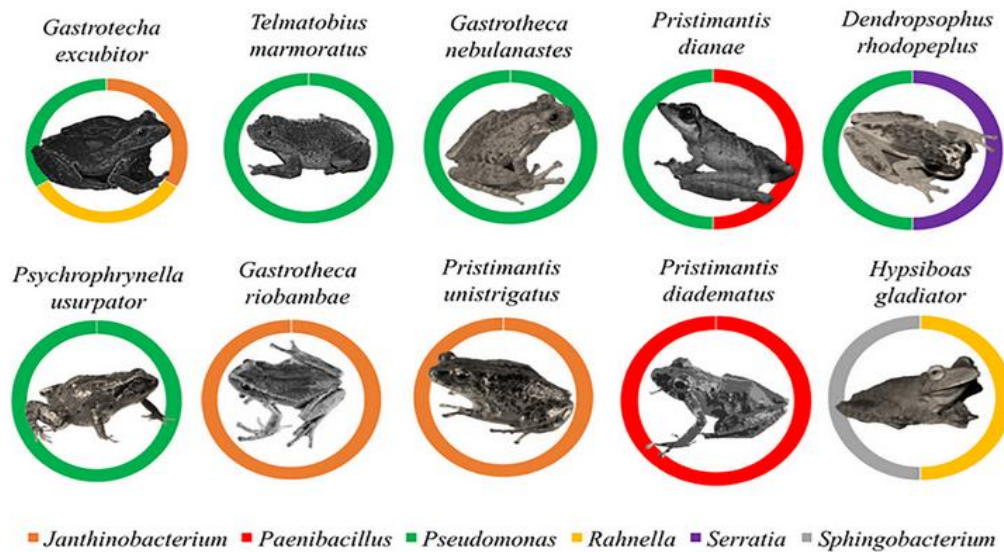 Gastrotecha
excubitor
Telmatobius
marmoratus
Gastrotheca
nebulanastes
Pristimantis
dianae
Dendropsophus
rhodopeplus
Psychrophrynella
usurpator
Gastrotheca
riobambae
Pristimantis
unistrigatus
Pristimantis
diadematus
Hypsiboas
gladiator
Janthinobacterium Paenibacillus Pseudomonas Rahnella Serratia Sphingobacterium